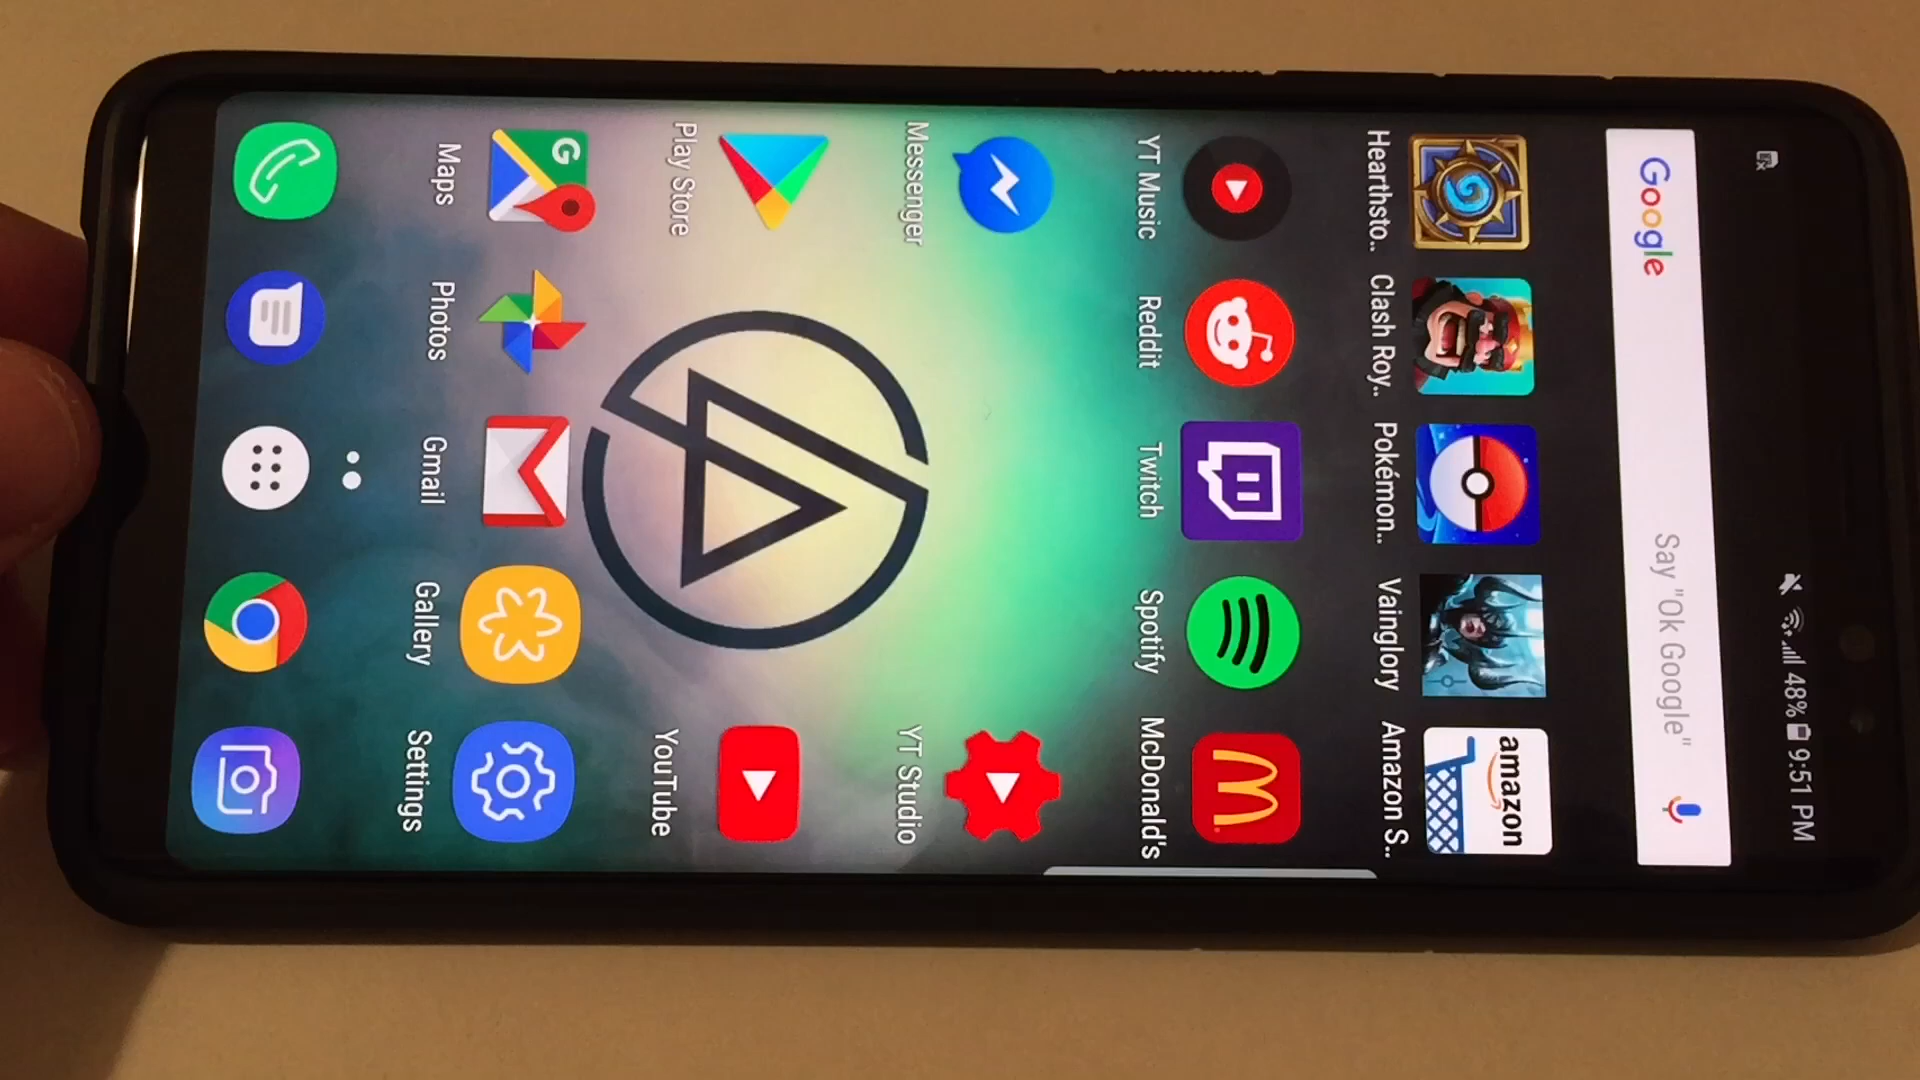 48% 9:51 PM
Google Say "Ok Google"
amazon
Hearthsto.. Clash Roy.. Pokémon.. Vainglory Amazon S..
YT Music Reddit Twitch Spotify McDonald's
Messenger YT Studio
Play Store YouTube
G
Maps Photos Gmail Gallery Settings